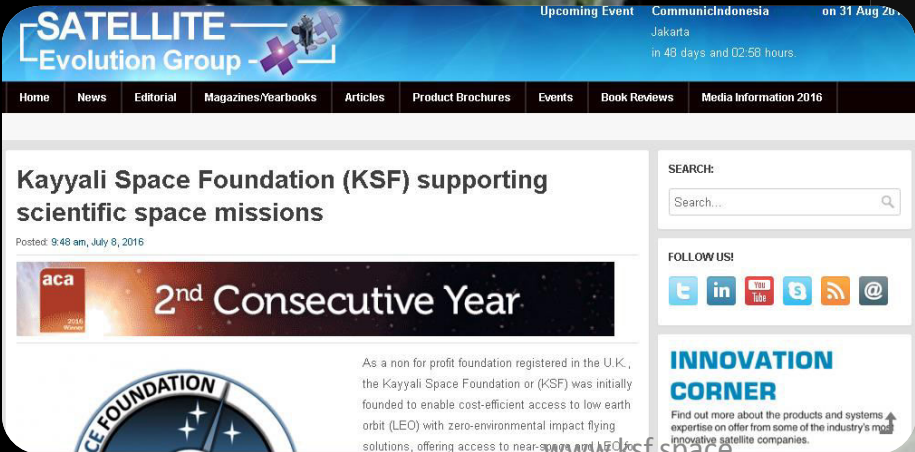 SATELLITE
Evolution Group
Upcoming Event CommunicIndonesia on 31 Aug
Jakarta
in 48 days and 02:58 hours.
Home News Editorial Magazines/Yearbooks Articles Product Brochures Events Book Reviews Media Information 2016
Kayyali Space Foundation (KSF) supporting
scientific space missions
Posted: 9:48 am, July 8, 2016
aca
2016
Winner
2nd Consecutive Year
SEARCH:
Search...
FOLLOW US!
in
You
Tube
@
FOUNDATION
As a non for profit foundation registered in the U.K.,
the Kayyali Space Foundation or (KSF) was initially
founded to enable cost-efficient access to low earth
orbit (LEO) with zero-environmental impact flying
solutions, offering access to near-space and LEO to
www.ksf.space
INNOVATION
CORNER
Find out more about the products and systems
expertise on offer from some of the industry's most
innovative satellite companies.